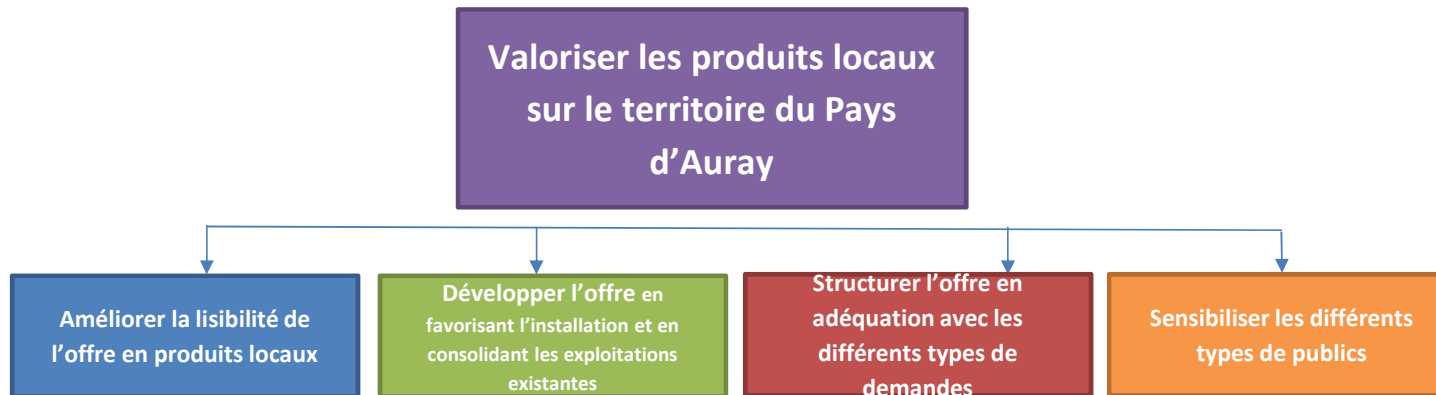 Valoriser les produits locaux
sur le territoire du Pays
d’Auray
Améliorer la lisibilité de
l’offre en produits locaux
Développer l’offre en
favorisant l’installation et en
consolidant les exploitations
existantes
Structurer l’offre en
adéquation avec les
différents types de
demandes
Sensibiliser les différents
types de publics